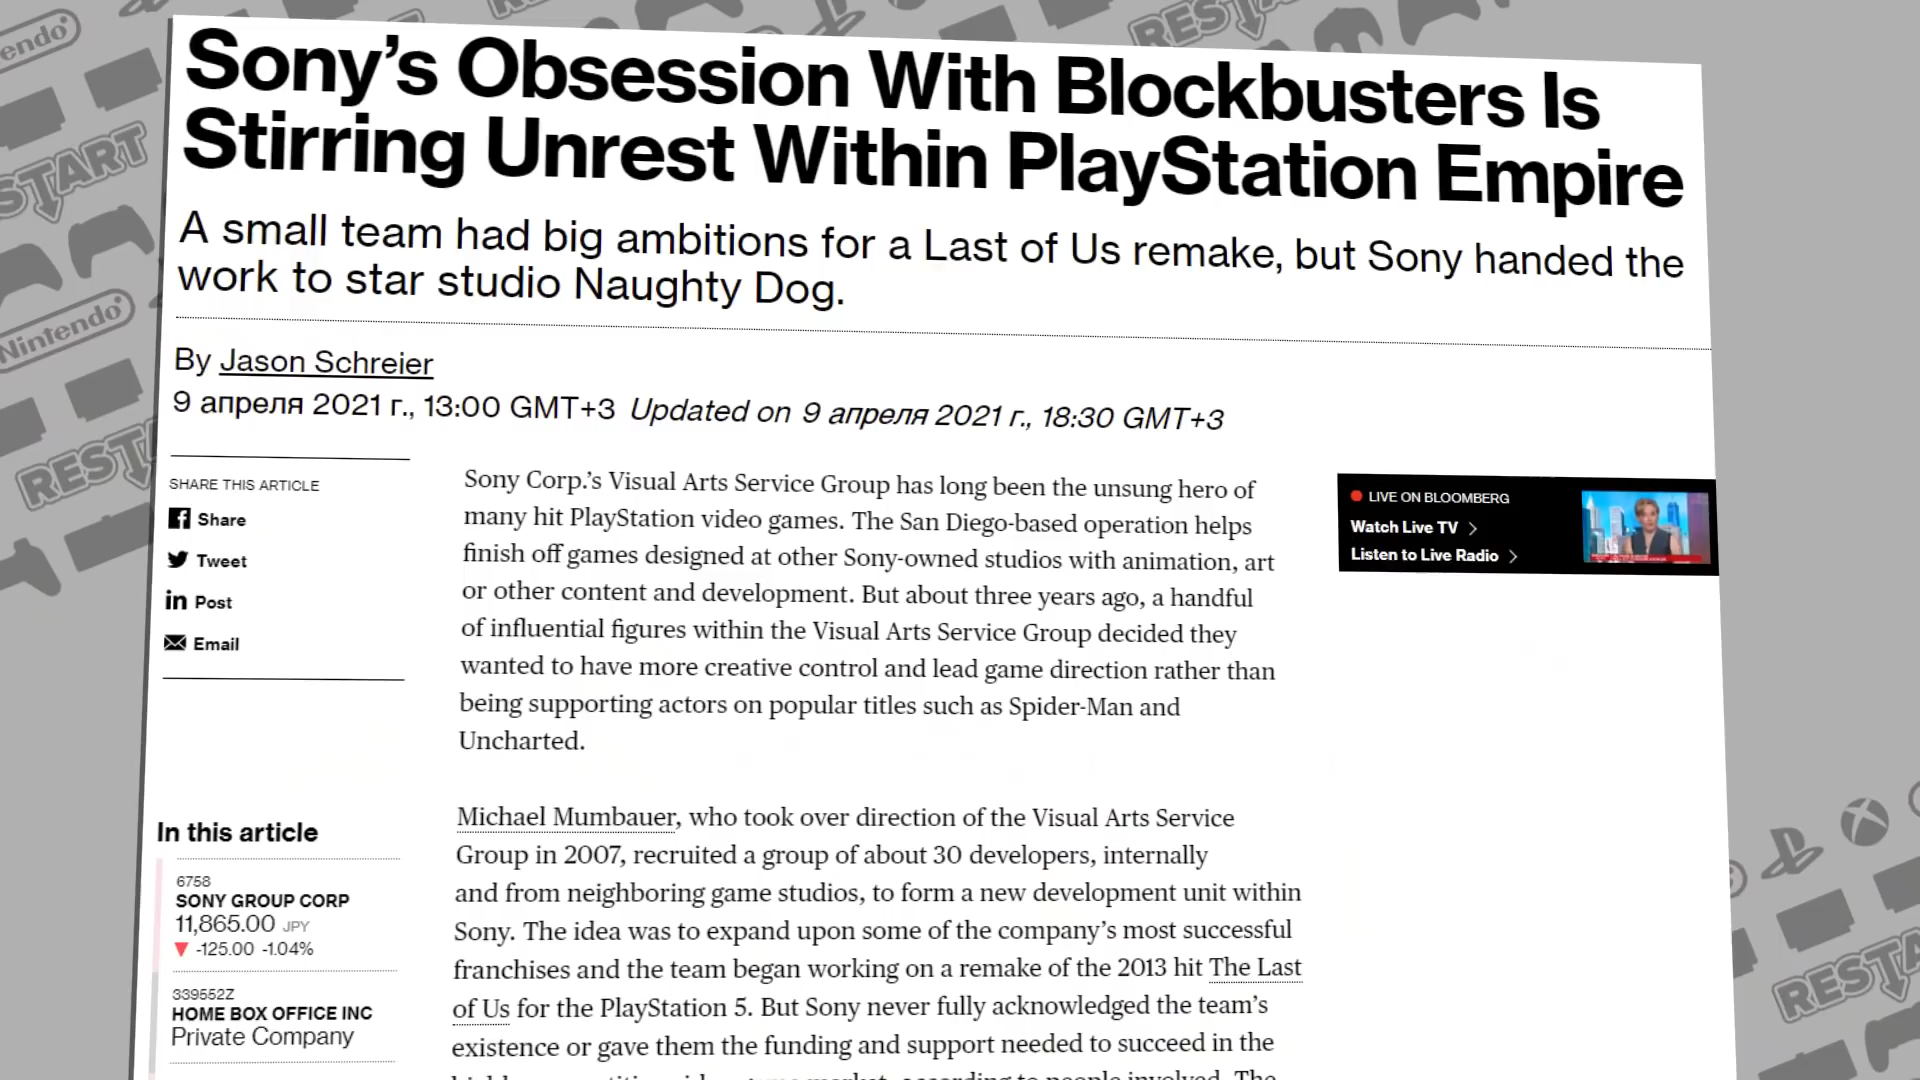 Sony's Obsession With Blockbusters Is
Stirring Unrest Within PlayStation Empire
A small team had big ambitions for a Last of Us remake, but Sony handed the
work to star studio Naughty Dog.
By Jason Schreier
9 апреля 2021 г., 13:00 GMT+3 Updated on 9 апреля 2021 г., 18:30 GMT+3
SHARE THIS ARTICLE
Share
Tweet
in Post
Email
Sony Corp.'s Visual Arts Service Group has long been the unsung hero of
many hit PlayStation video games. The San Diego-based operation helps
finish off games designed at other Sony-owned studios with animation, art
or other content and development. But about three years ago, a handful
of influential figures within the Visual Arts Service Group decided they
wanted to have more creative control and lead game direction rather than
being supporting actors on popular titles such as Spider-Man and
Uncharted.
LIVE ON BLOOMBERG
Watch Live TV >
Listen to Live Radio >
In this article
6758
SONY GROUP CORP
11,865.00 JPY
▼ -125.00 -1.04%
339552Z
HOME BOX OFFICE INC
Private Company
Michael Mumbauer, who took over direction of the Visual Arts Service
Group in 2007, recruited a group of about 30 developers, internally
and from neighboring game studios, to form a new development unit within
Sony. The idea was to expand upon some of the company's most successful
franchises and the team began working on a remake of the 2013 hit The Last
of Us for the PlayStation 5. But Sony never fully acknowledged the team's
existence or gave them the funding and support needed to succeed in the
according to people involved. The
endo
START
Nintendo
RESTA
RESTART
RESTA